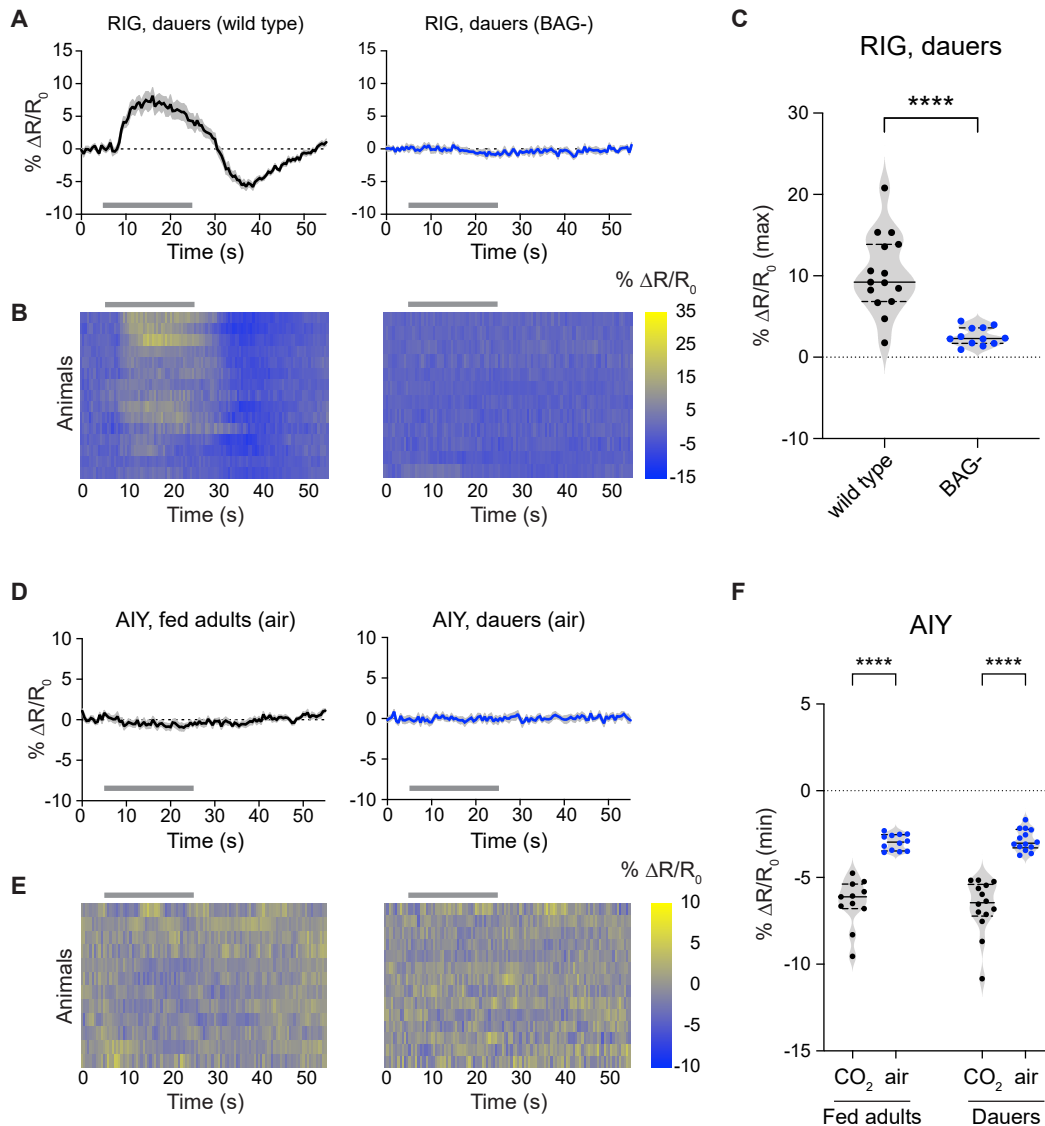 A
RIG, dauers (wild type)
RIG, dauers (BAG-)
% ΔR/R0
15
10
5
0
-5
-10
0 10 20 30 40 50
Time (s)
15
10
5
0
-5
-10
0 10 20 30 40 50
Time (s)
B
% ΔR/R0
Animals
35
25
15
5
-5
-15
0 10 20 30 40 50
Time (s)
0 10 20 30 40 50
Time (s)
C
RIG, dauers
****
% ΔR/R0 (max)
30
20
10
0
-10
wild type
BAG-
D
AIY, fed adults (air)
AIY, dauers (air)
% ΔR/R0
10
5
0
-5
-10
0 10 20 30 40 50
Time (s)
10
5
0
-5
-10
0 10 20 30 40 50
Time (s)
E
% ΔR/R0
Animals
10
5
0
-5
-10
0 10 20 30 40 50
Time (s)
0 10 20 30 40 50
Time (s)
F
AIY
**** ****
% ΔR/R0 (min)
5
0
-5
-10
-15
CO2 air CO2 air
Fed adults Dauers